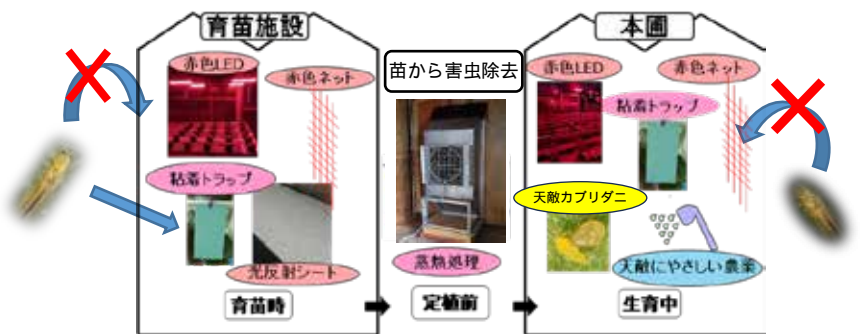 育苗施設
赤色LED
赤色ネット
粘着トラップ
光反射シート
育苗時
苗から害虫除去
蒸熱処理
定植前
本圃
赤色LED
赤色ネット
粘着トラップ
天敵カブリダニ
天敵にやさしい農薬
生育中